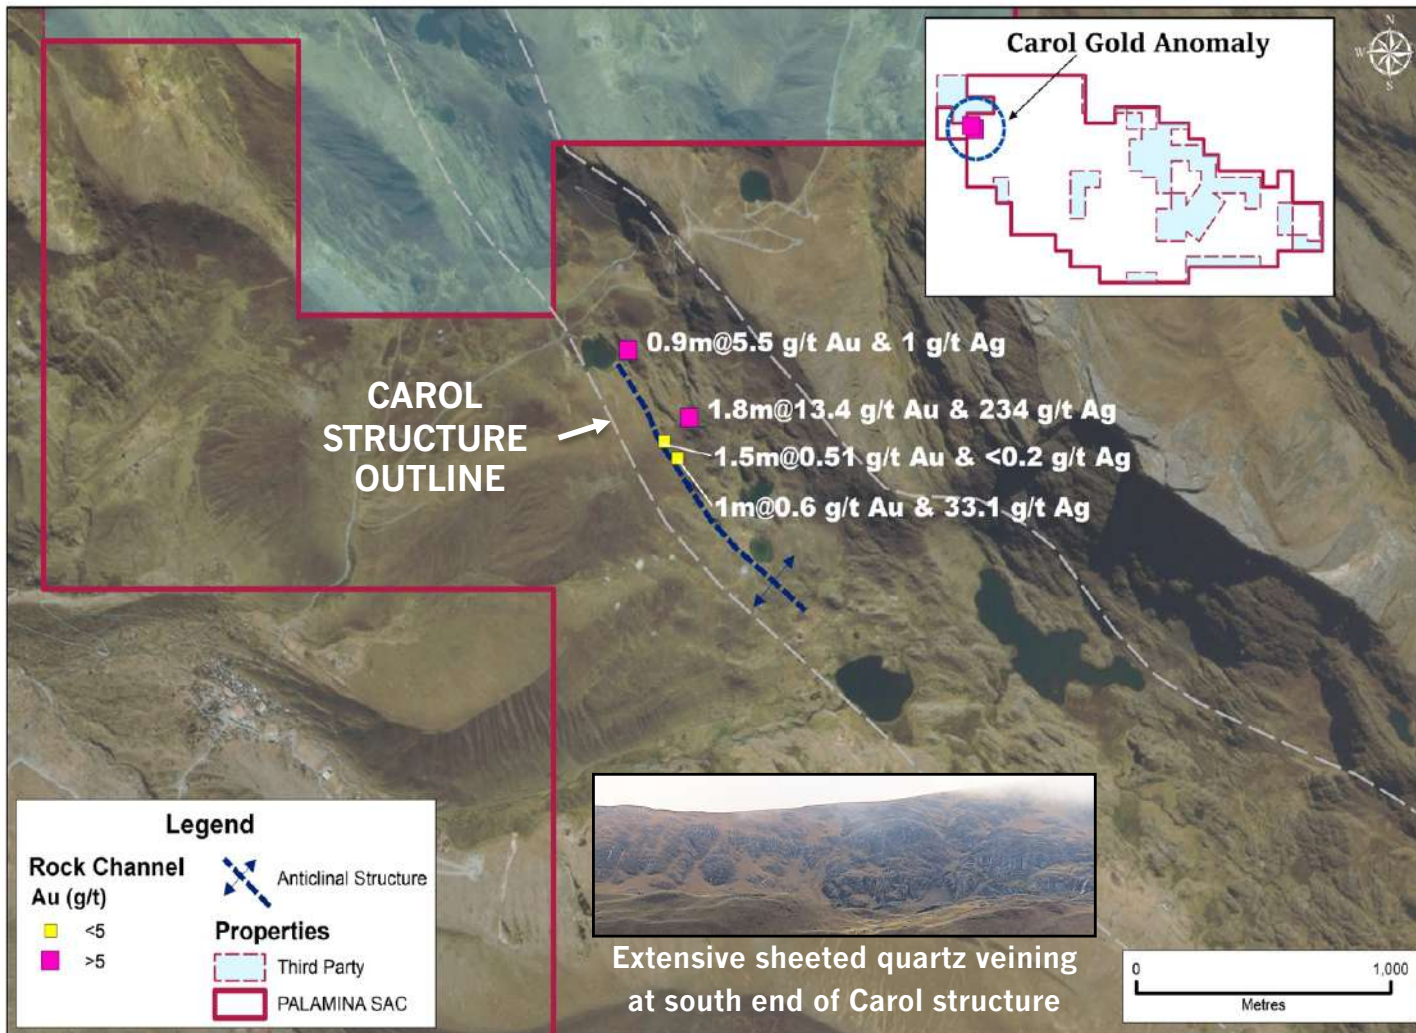 Carol Gold Anomaly
N
W
S
0.9m@5.5 g/t Au & 1 g/t Ag
1.8m@13.4 g/t Au & 234 g/t Ag
1.5m@0.51 g/t Au & <0.2 g/t Ag
1m@0.6 g/t Au & 33.1 g/t Ag
CAROL
STRUCTURE
OUTLINE
Legend
Rock Channel
Au (g/t)
<5
>5
Anticlinal Structure
Properties
Third Party
PALAMINA SAC
Extensive sheeted quartz veining
at south end of Carol structure
0 1,000
Metres